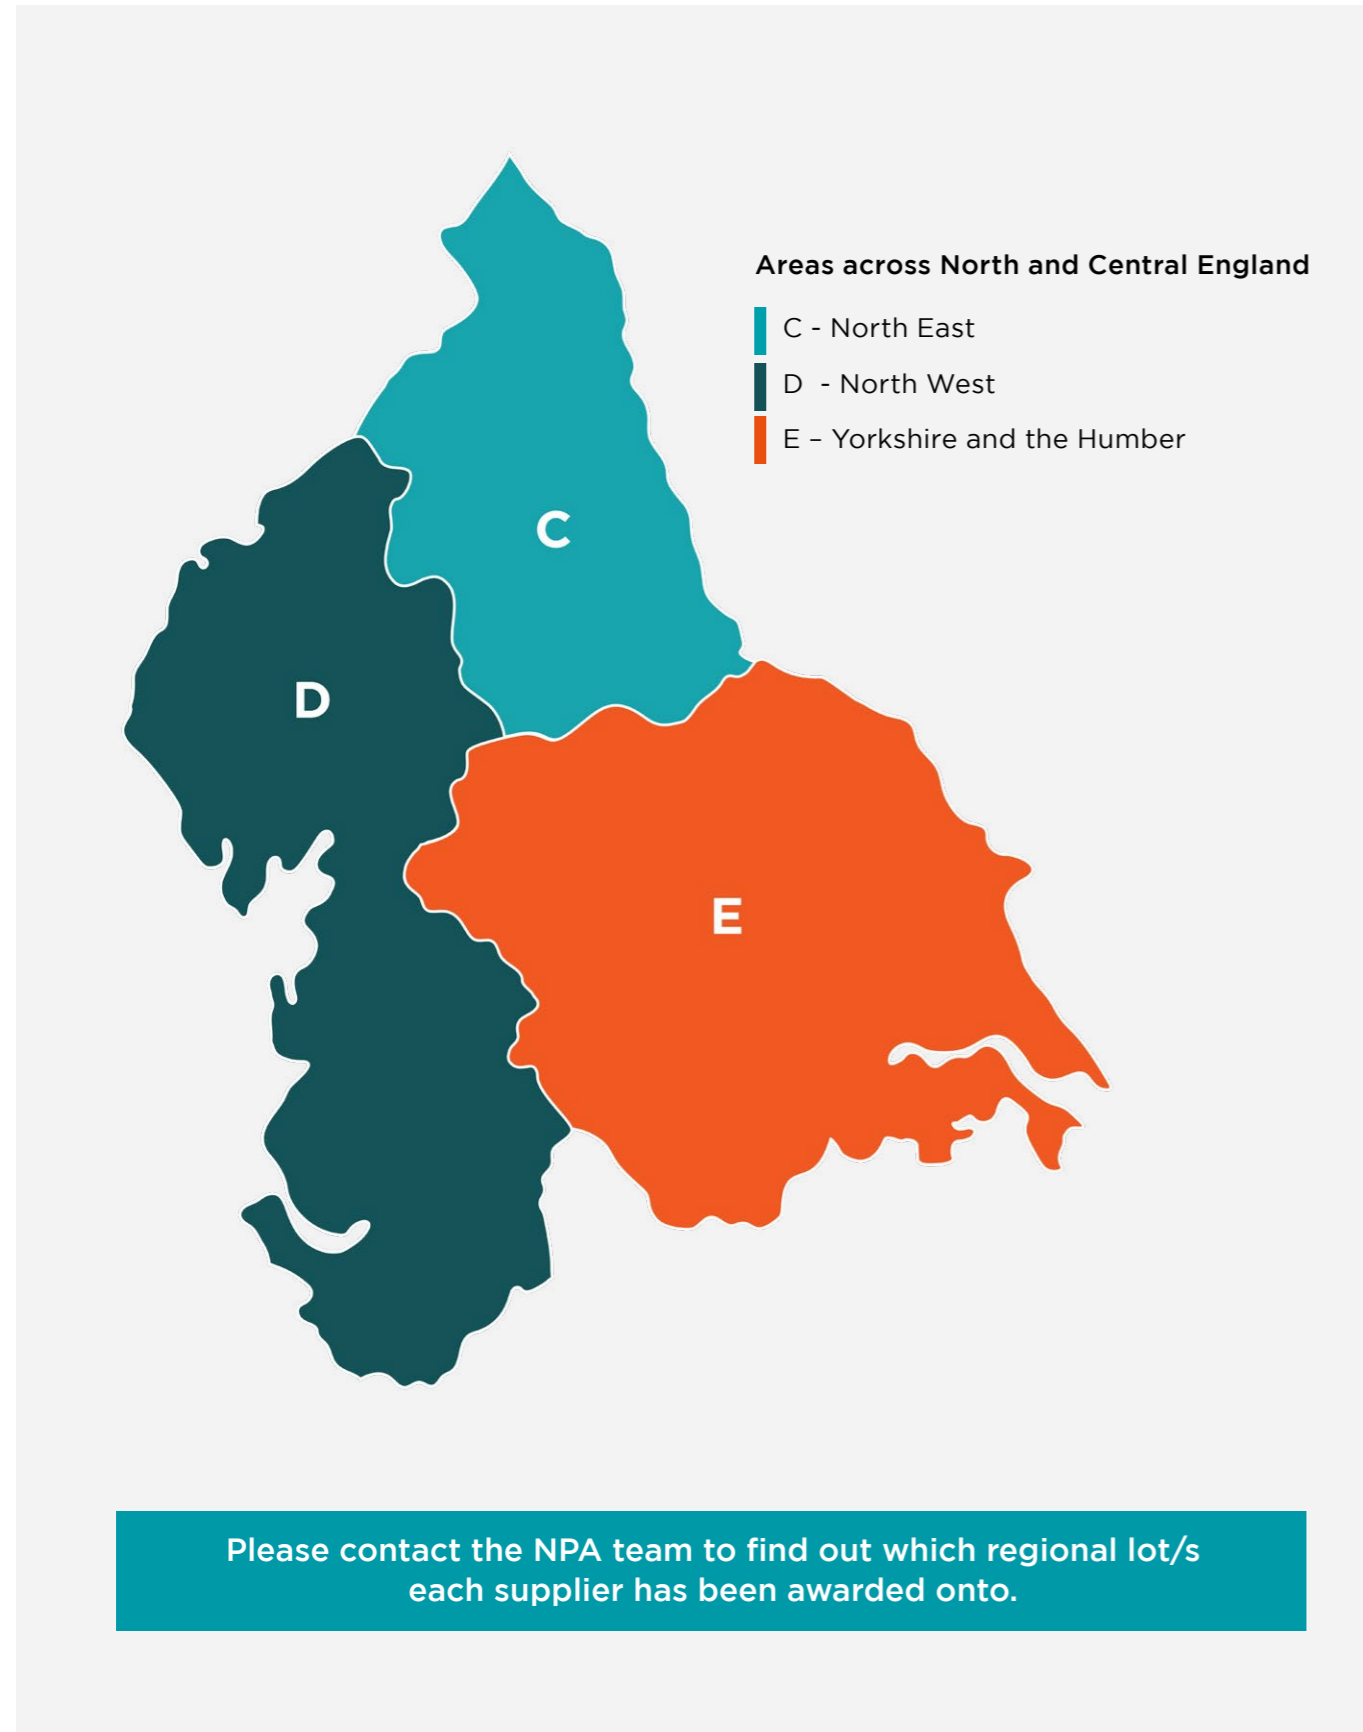 Areas across North and Central England
C - North East
D - North West
E – Yorkshire and the Humber
C
D
E
Please contact the NPA team to find out which regional lot/s
each supplier has been awarded onto.